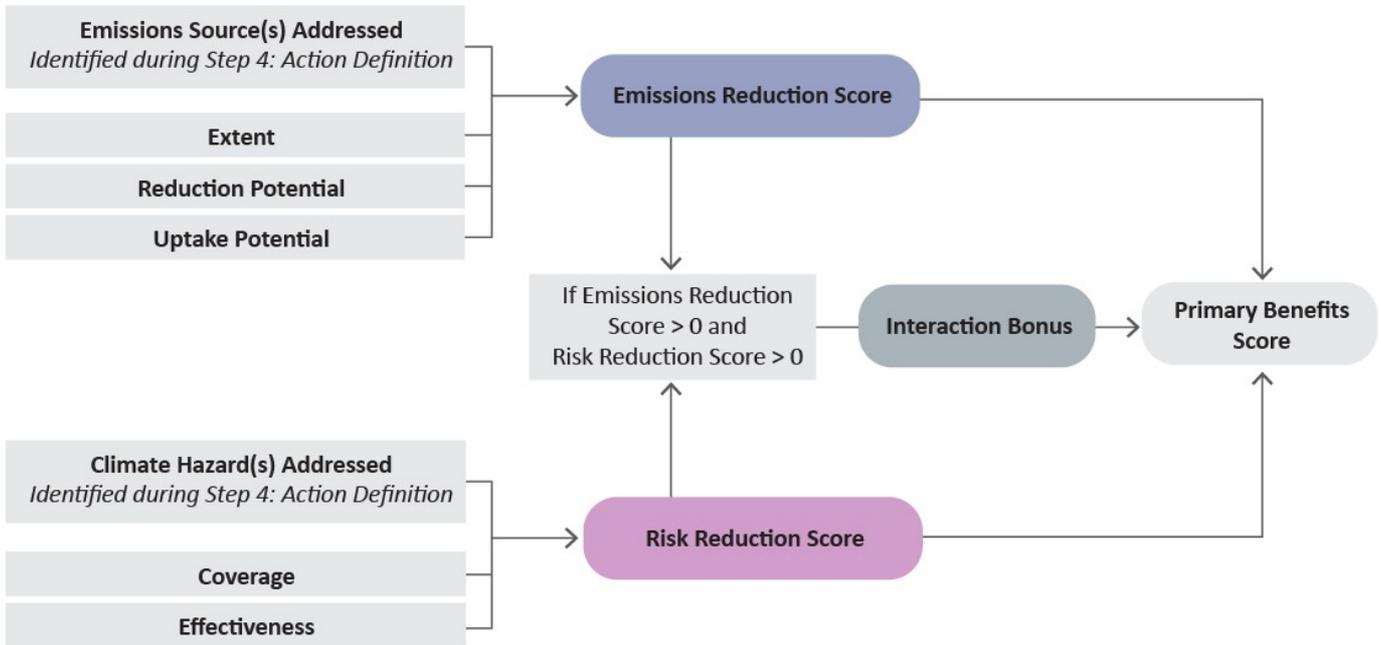 Emissions Source(s) Addressed
Identified during Step 4: Action Definition
Extent
Reduction Potential
Uptake Potential
Emissions Reduction Score
If Emissions Reduction
Score > 0 and
Risk Reduction Score > 0
Interaction Bonus
Primary Benefits
Score
Climate Hazard(s) Addressed
Identified during Step 4: Action Definition
Coverage
Effectiveness
Risk Reduction Score